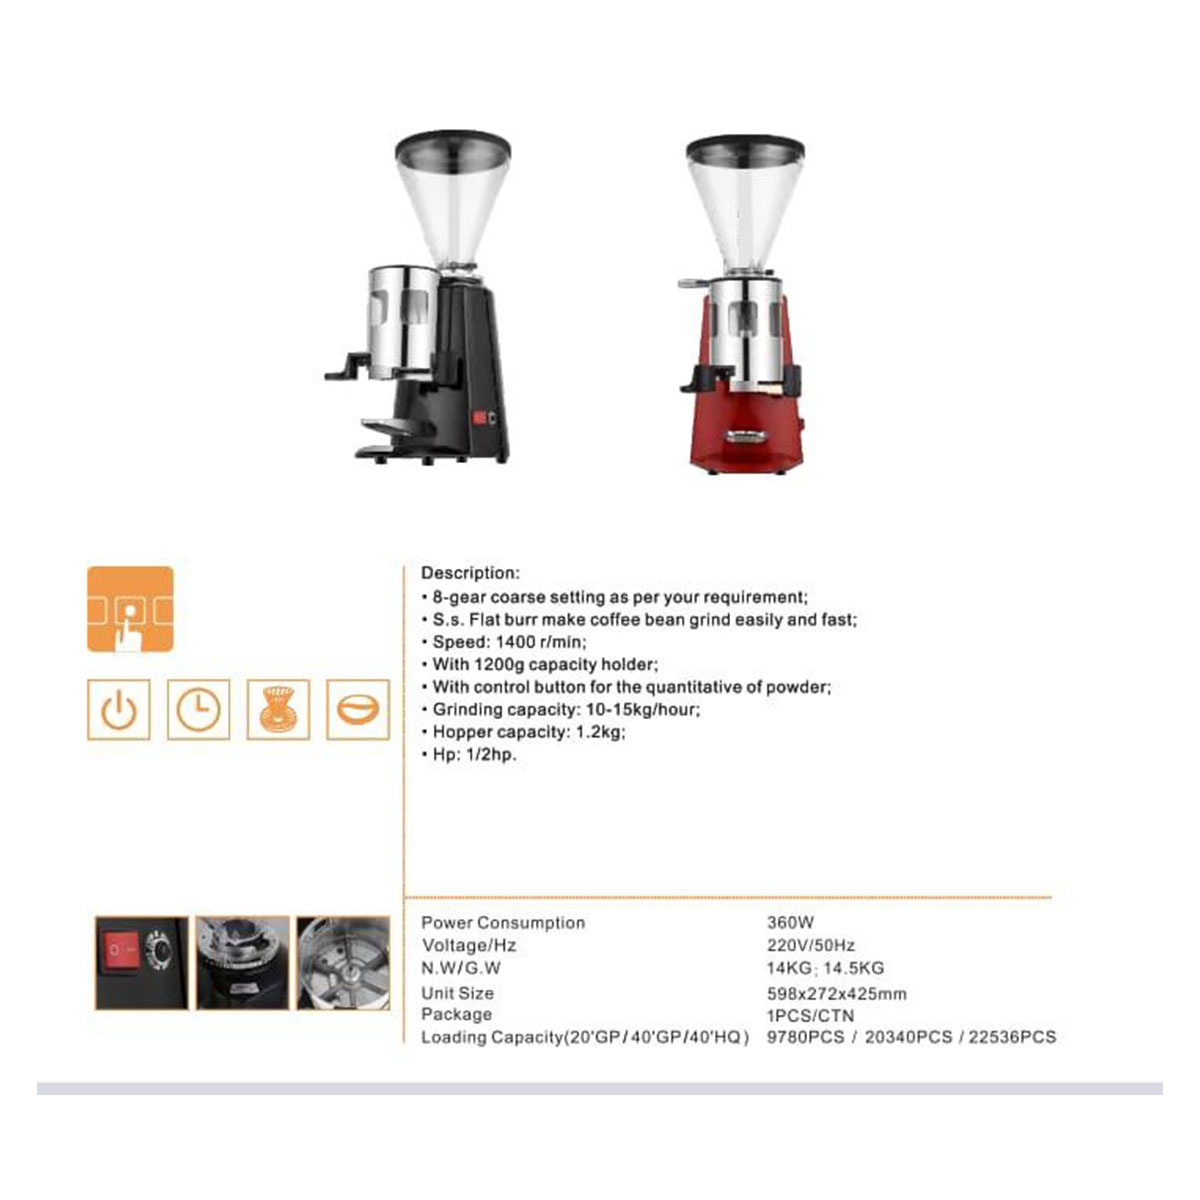 Description:
• 8-gear coarse setting as per your requirement;
• S.s. Flat burr make coffee bean grind easily and fast;
• Speed: 1400 r/min;
• With 1200g capacity holder;
• With control button for the quantitative of powder;
• Grinding capacity: 10-15kg/hour;
• Hopper capacity: 1.2kg;
• Hp: 1/2hp.
Power Consumption 360W
Voltage/Hz 220V/50Hz
N.W/G.W 14KG; 14.5KG
Unit Size 598x272x425mm
Package 1PCS/CTN
Loading Capacity(20'GP/40'GP/40'HQ) 9780PCS / 20340PCS / 22536PCS